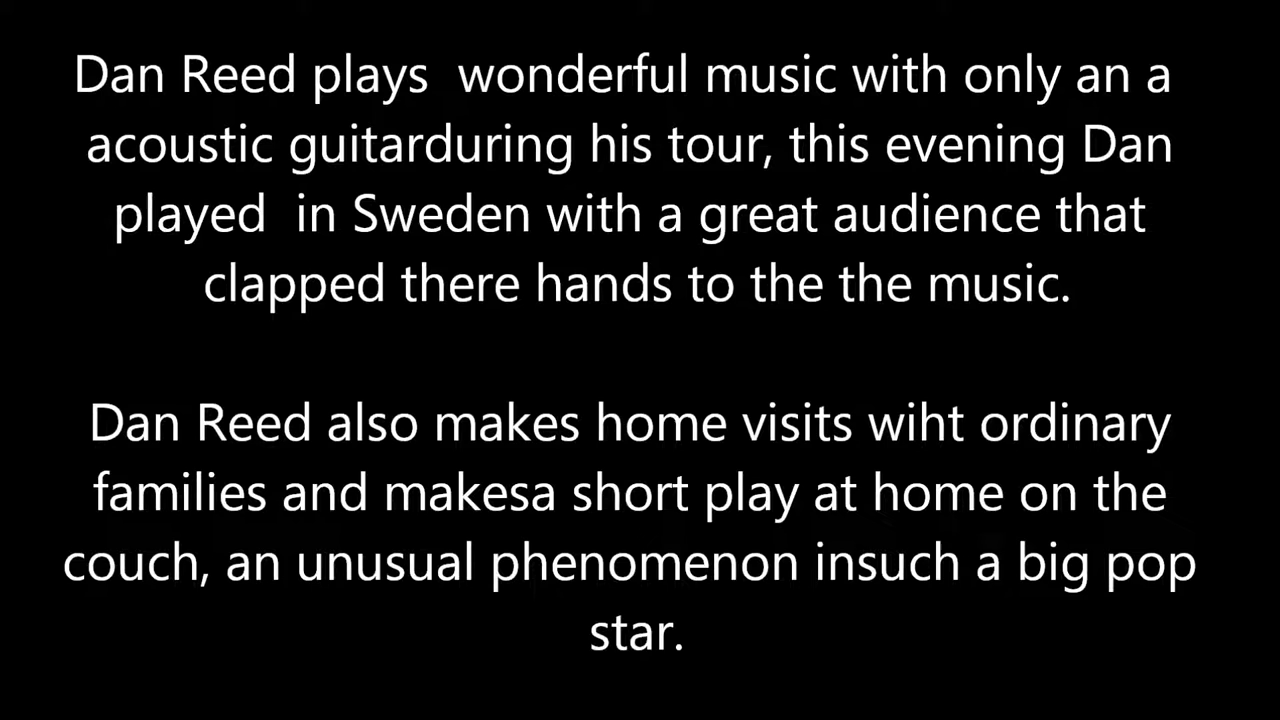 Dan Reed plays  wonderful music with only an a
acoustic guitarduring his tour, this evening Dan
played  in Sweden with a great audience that
clapped there hands to the the music.
Dan Reed also makes home visits wiht ordinary
families and makesa short play at home on the
couch, an unusual phenomenon insuch a big pop
star.